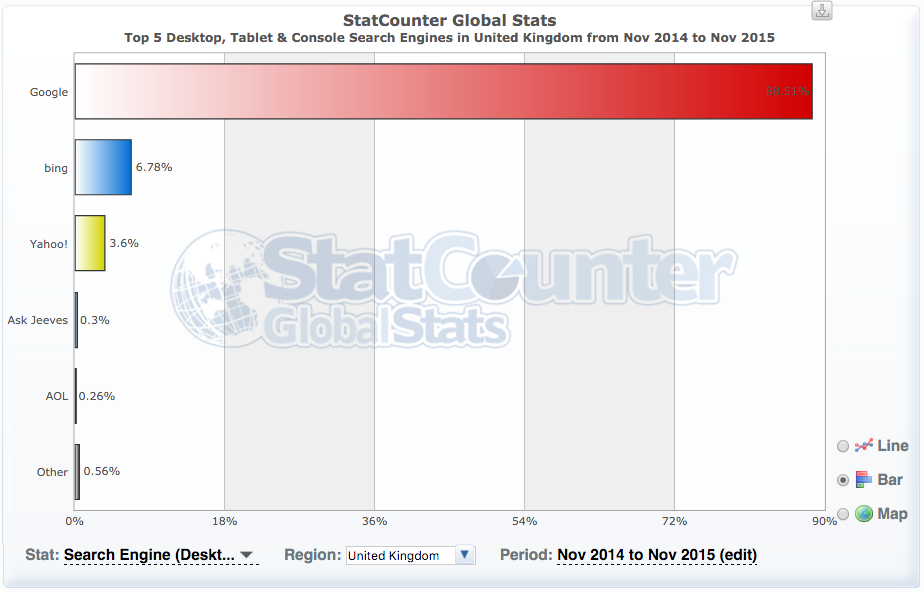 StatCounter Global Stats
Top 5 Desktop, Tablet & Console Search Engines in United Kingdom from Nov 2014 to Nov 2015
Google 88.51%
bing 6.78%
Yahoo! 3.6%
StatCounter
GlobalStats
Ask Jeeves 0.3%
AOL 0.26%
Other 0.56%
0% 18% 36% 54% 72% 90%
Line
Bar
Map
Stat: Search Engine (Deskt... Region: United Kingdom Period: Nov 2014 to Nov 2015 (edit)